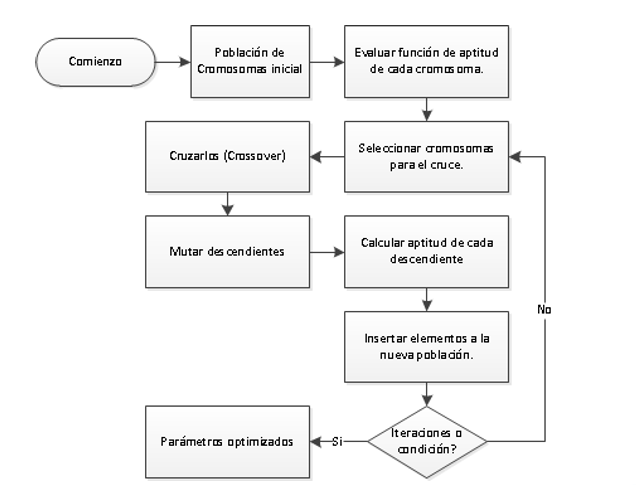 Comienzo
Población de
Cromosomas inicial
Evaluar función de aptitud
de cada cromosoma.
Cruzarlos (Crossover)
Seleccionar cromosomas
para el cruce.
Mutar descendientes
Calcular aptitud de cada
descendiente
No
Insertar elementos a la
nueva población.
Parámetros optimizados
Si
Iteraciones o
condición?